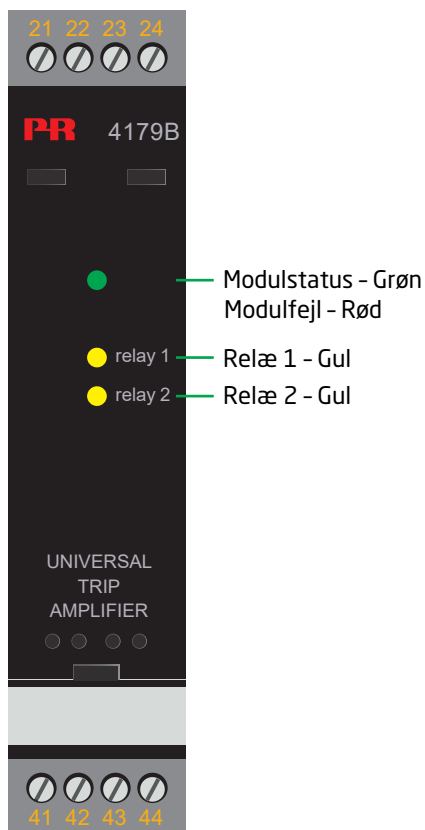 21 22 23 24
PR 4179B
Modulstatus – Grøn
Modulfejl – Rød
relay 1
Relæ 1 – Gul
relay 2
Relæ 2 – Gul
UNIVERSAL
TRIP
AMPLIFIER
41 42 43 44